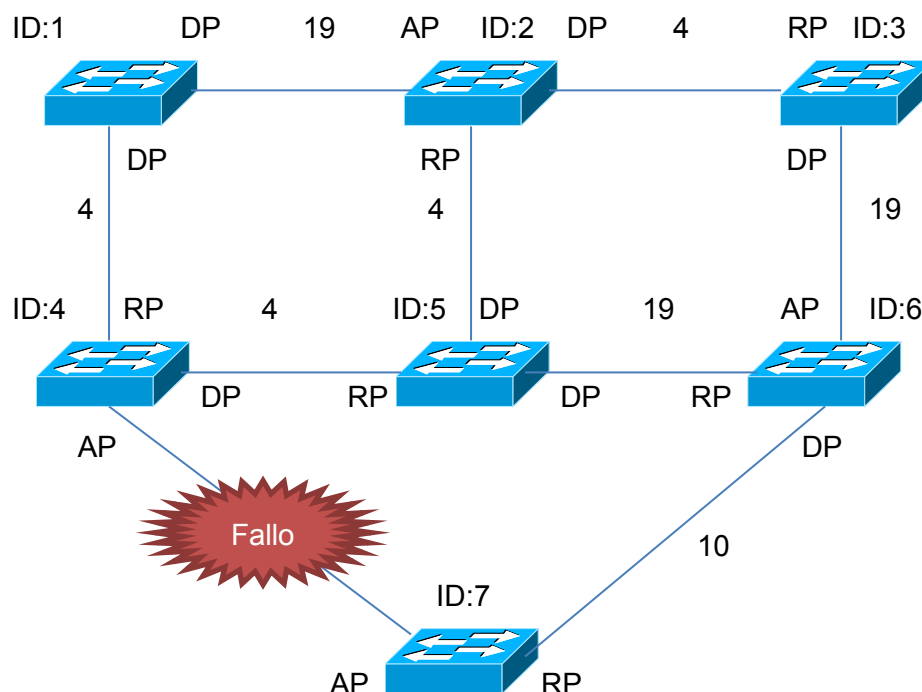 ID:1 DP 19 AP ID:2 DP 4 RP ID:3
DP RP DP
4 4 19
ID:4 RP 4 ID:5 DP 19 AP ID:6
DP RP DP RP
AP DP
Fallo
10
ID:7
AP RP